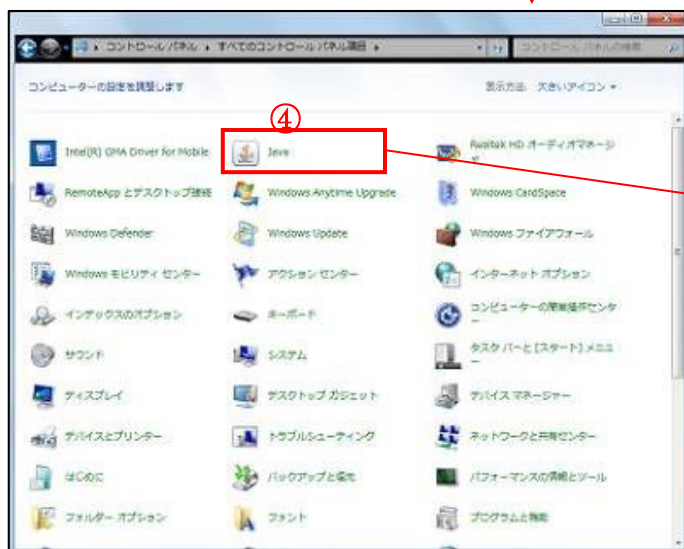 コントロール パネル ▸ すべてのコントロール パネル項目 ▸
コントロール パネルの検索
コンピューターの設定を調整します
表示方法: 大きいアイコン
④
Intel(R) GMA Driver for Mobile
Java
Realtek HD オーディオマネージャ
RemoteApp とデスクトップ接続
Windows Anytime Upgrade
Windows CardSpace
Windows Defender
Windows Update
Windows ファイアウォール
Windows モビリティ センター
アクション センター
インターネット オプション
インデックスのオプション
キーボード
コンピューターの簡単操作センター
サウンド
システム
タスク バーと [スタート] メニュー
ディスプレイ
デスクトップ ガジェット
デバイス マネージャー
デバイスとプリンター
トラブルシューティング
ネットワークと共有センター
はじめに
バックアップと復元
パフォーマンスの情報とツール
フォルダー オプション
フォント
プログラムと機能